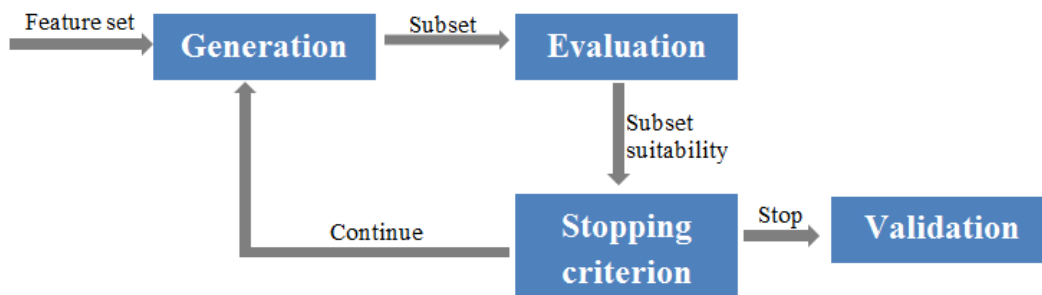 Feature set
Generation
Subset
Evaluation
Subset
suitability
Continue
Stopping
criterion
Stop
Validation